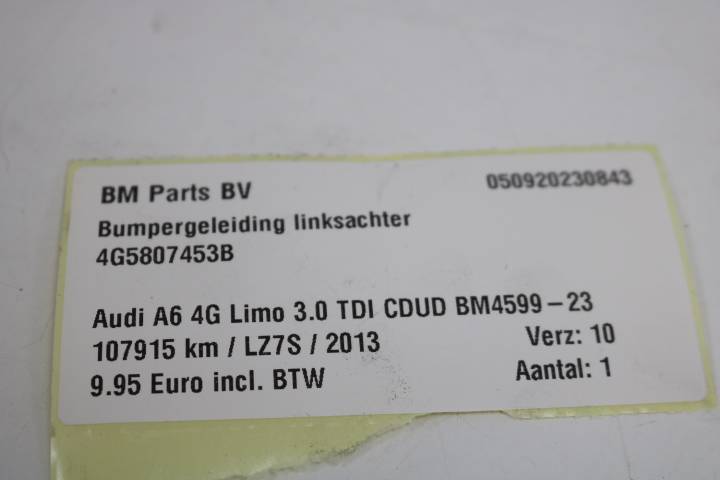 BM Parts BV 050920230843
Bumpergeleiding linksachter
4G5807453B
Audi A6 4G Limo 3.0 TDI CDUD BM4599-23
107915 km / LZ7S / 2013 Verz: 10
9.95 Euro incl. BTW Aantal: 1